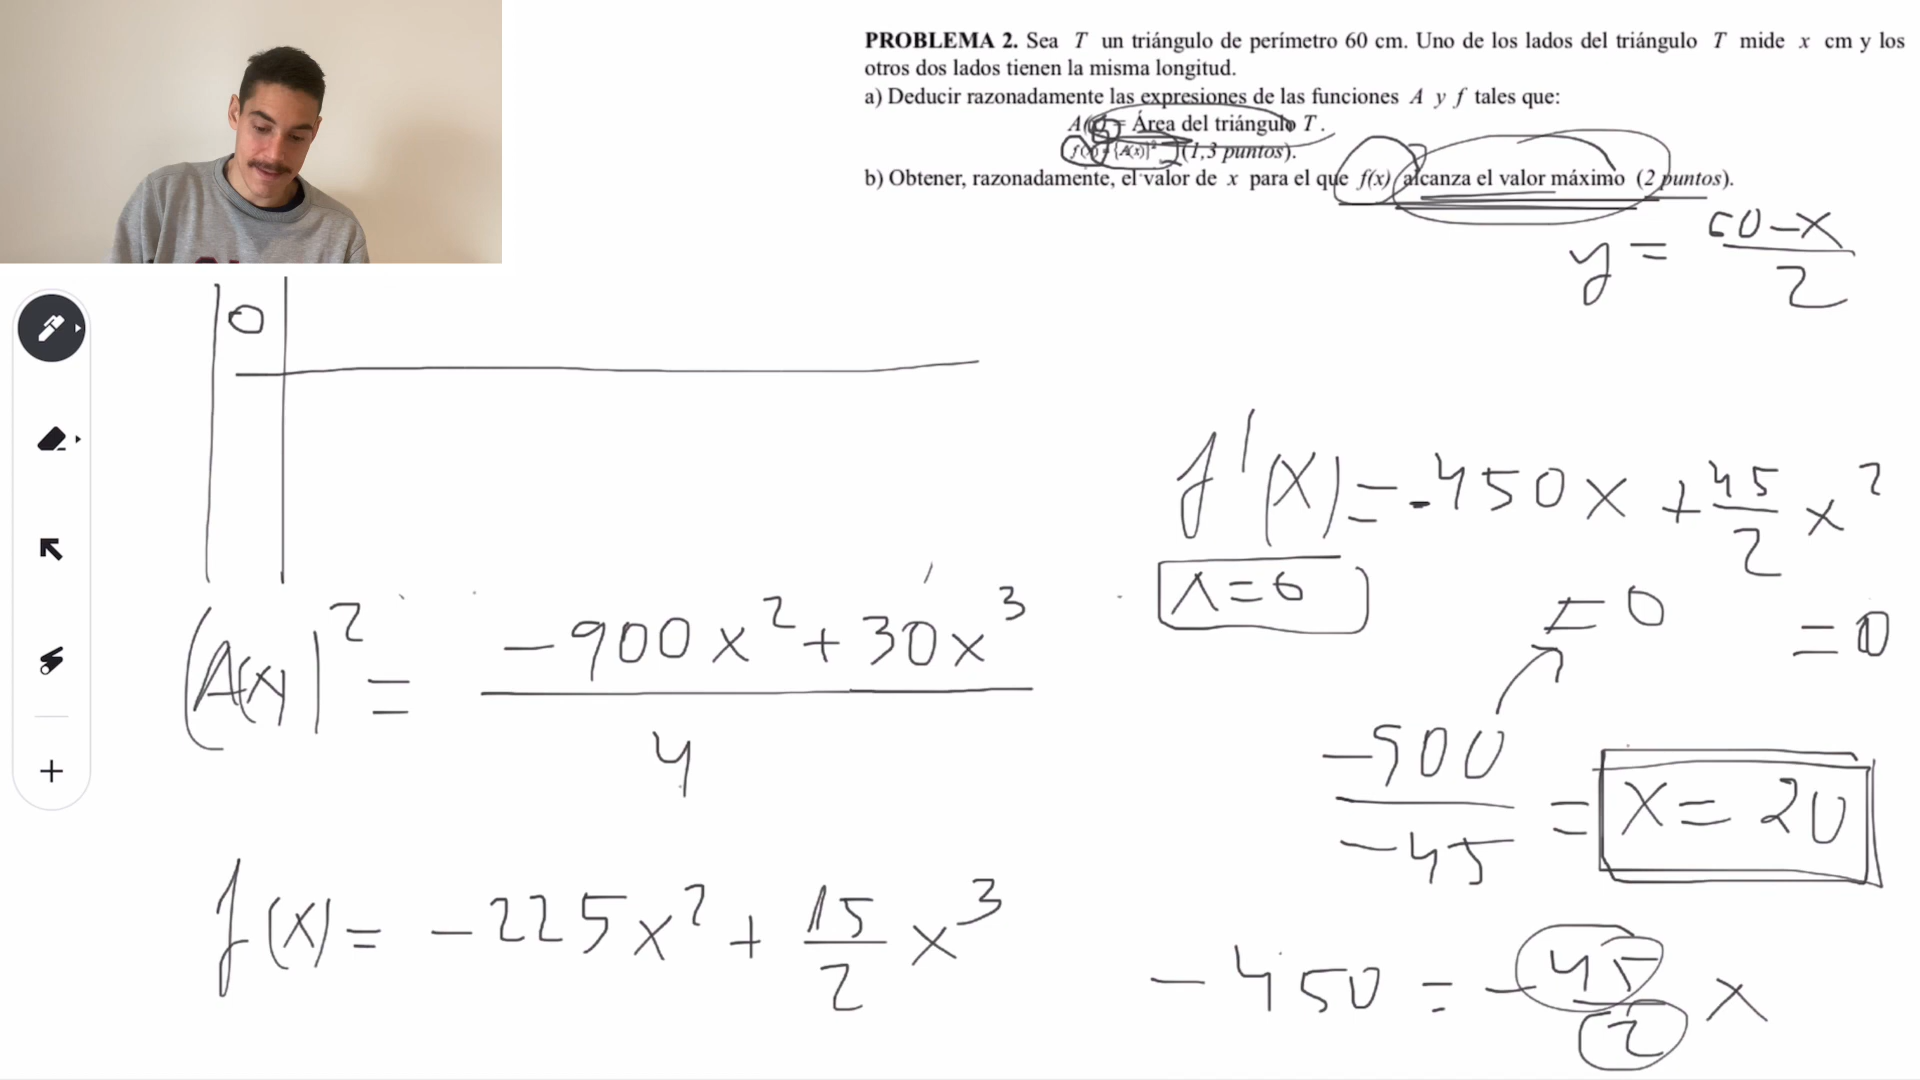 PROBLEMA 2. Sea T un triángulo de perímetro 60 cm. Uno de los lados del triángulo T mide x cm y los
otros dos lados tienen la misma longitud.
a) Deducir razonadamente las expresiones de las funciones A y f tales que:
A(x) = Área del triángulo T.
f(x) = {A(x)}² (1,3 puntos).
b) Obtener, razonadamente, el valor de x para el que f(x) alcanza el valor máximo (2 puntos).
y = 60-x / 2
0
f'(x) = -450x + 45/2 x²
x = 0
= 0
= 0
(A(x))² = -900x² + 30x³ / 4
-900 / -45 = x = 20
f(x) = -225x² + 15/2 x³
-450 = -45/2 x